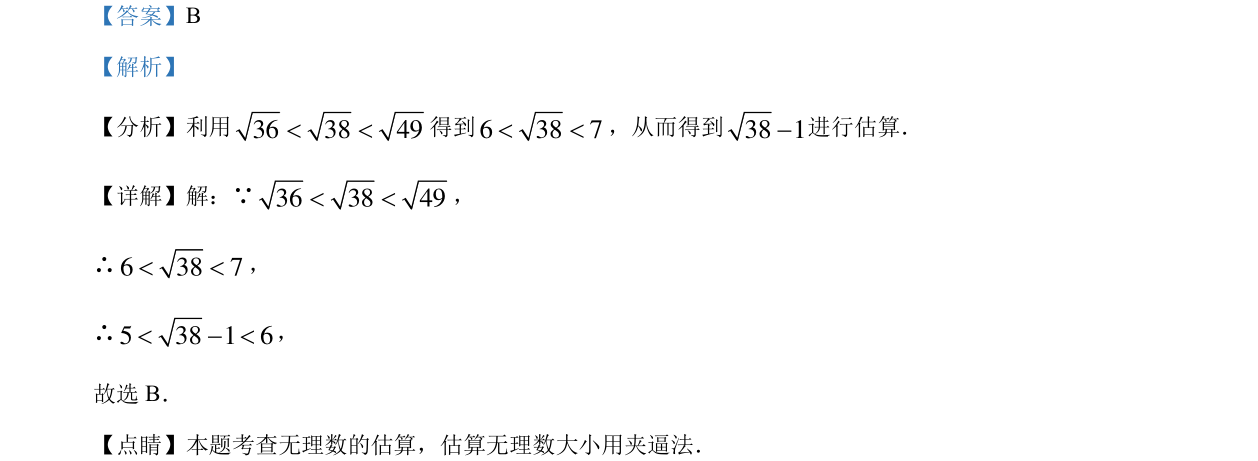 【答案】B
【解析】
【分析】利用√36＜√38＜√49得到6＜√38＜7，从而得到√38−1进行估算．
【详解】解：∵√36＜√38＜√49，
∴6＜√38＜7，
∴5＜√38−1＜6，
故选 B．
【点睛】本题考查无理数的估算，估算无理数大小用夹逼法．